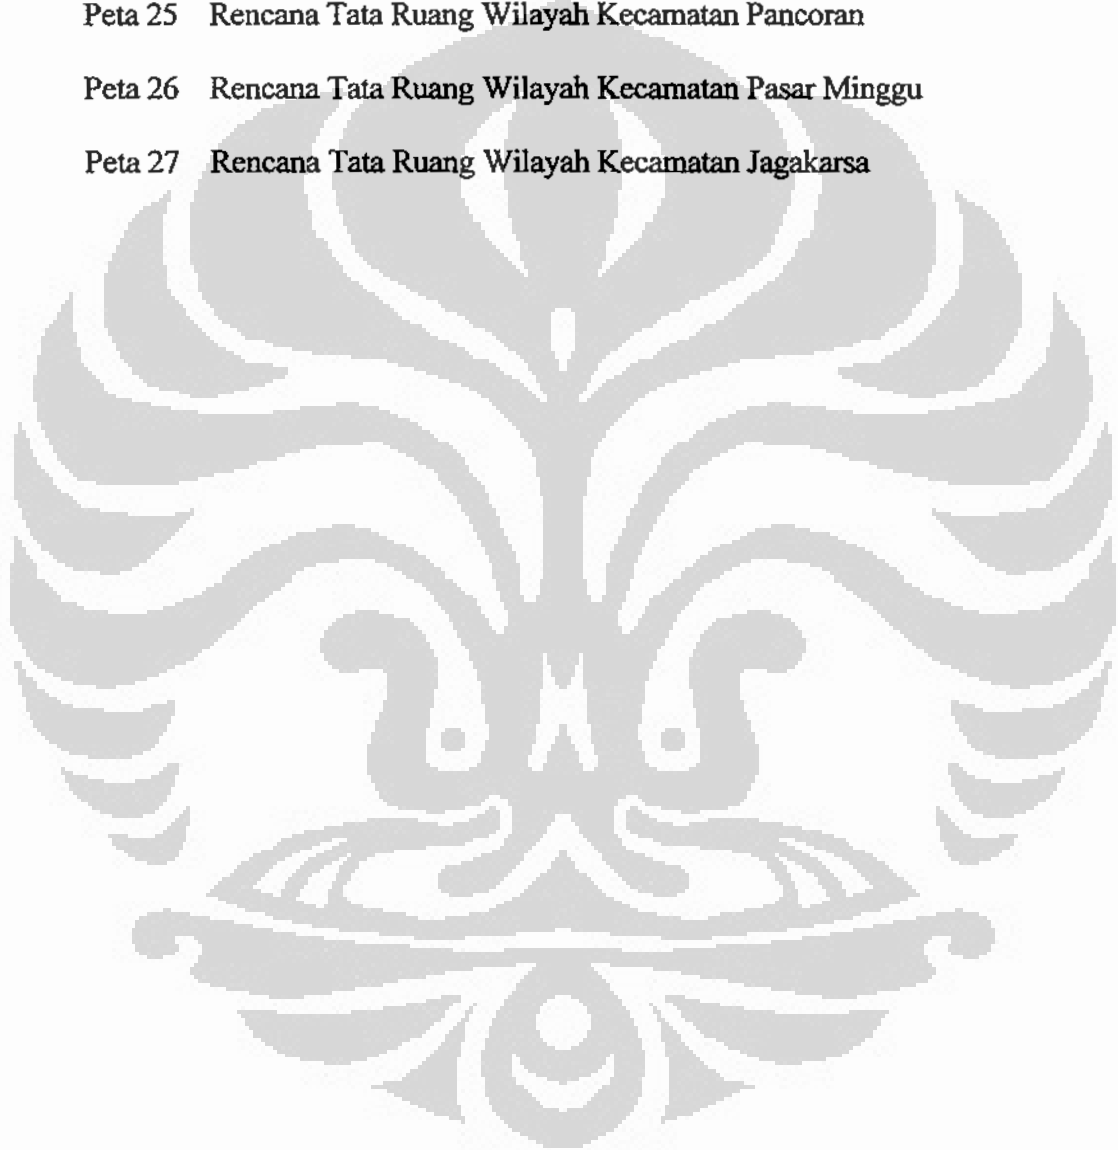 Peta 25 Rencana Tata Ruang Wilayah Kecamatan Pancoran
Peta 26 Rencana Tata Ruang Wilayah Kecamatan Pasar Minggu
Peta 27 Rencana Tata Ruang Wilayah Kecamatan Jagakarsa